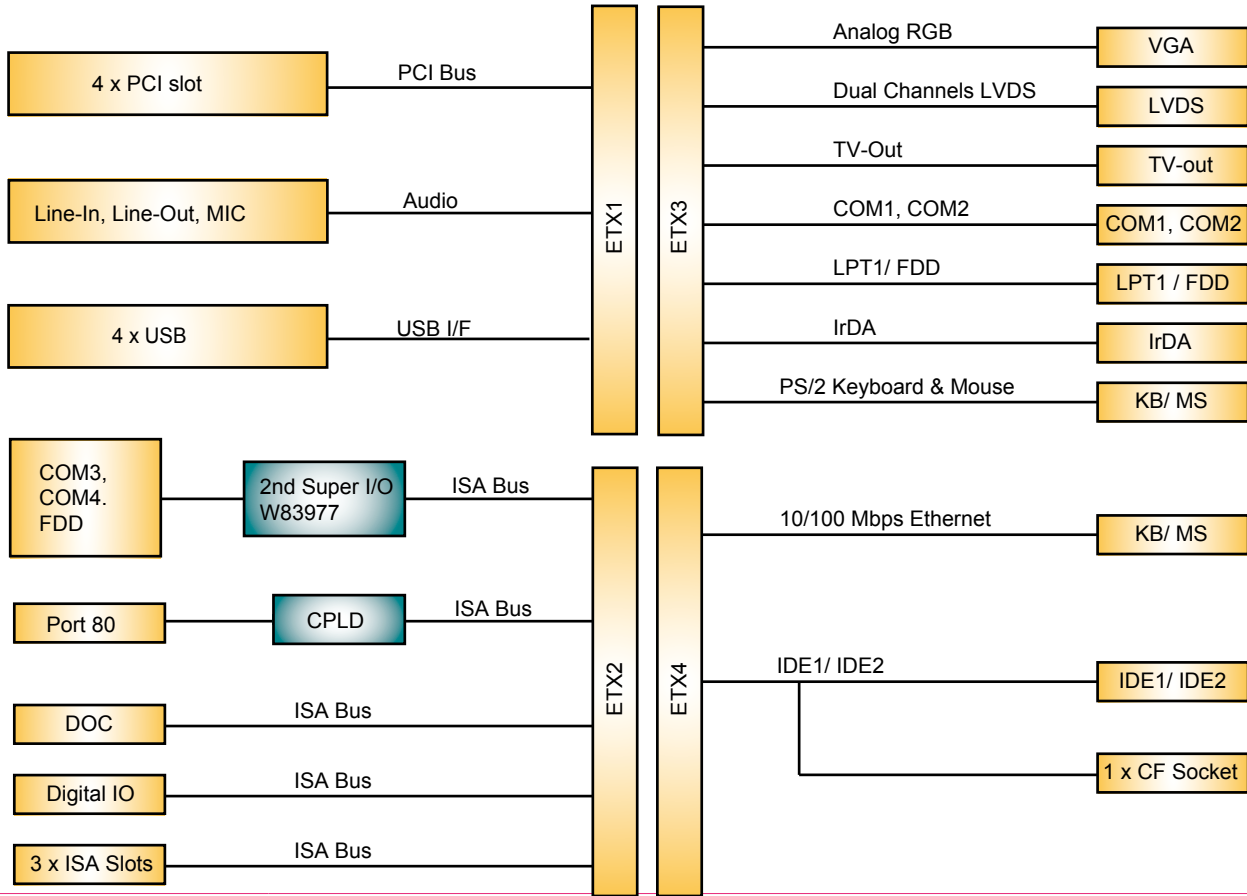 4 x PCI slot
PCI Bus
Line-In, Line-Out, MIC
Audio
4 x USB
USB I/F
ETX1
ETX3
Analog RGB
VGA
Dual Channels LVDS
LVDS
TV-Out
TV-out
COM1, COM2
COM1, COM2
LPT1/ FDD
LPT1 / FDD
IrDA
IrDA
PS/2 Keyboard & Mouse
KB/ MS
COM3,
COM4.
FDD
2nd Super I/O
W83977
ISA Bus
Port 80
CPLD
ISA Bus
DOC
ISA Bus
Digital IO
ISA Bus
3 x ISA Slots
ISA Bus
ETX2
ETX4
10/100 Mbps Ethernet
KB/ MS
IDE1/ IDE2
IDE1/ IDE2
1 x CF Socket